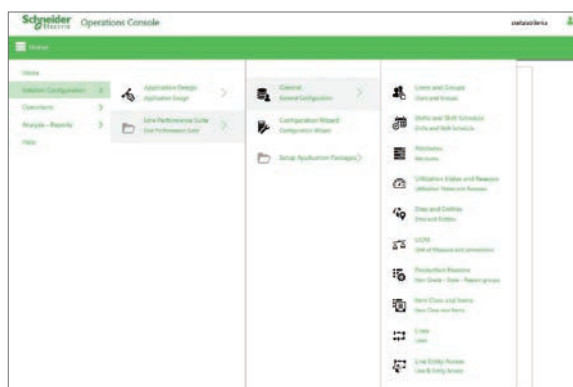 Schneider Electric
Operations Console
Home
Home
Solution Configuration
Operations
Analysis - Reports
Help
Application Design
Application Design
Line Performance Suite
Line Performance Suite
General
General Configuration
Configuration Wizard
Configuration Wizard
Setup Application Packages
Users and Groups
Users and Groups
Shifts and Shift Schedule
Shifts and Shift Schedule
Attributes
Attributes
Utilization States and Reasons
Utilization States and Reasons
Sites and Entities
Sites and Entities
UOM
Unit of Measure and conversions
Production Reasons
Item Grade - State - Reason groups
Item Class and Items
Item Class and Items
Lines
Lines
Line Entity Access
Line & Entity Access